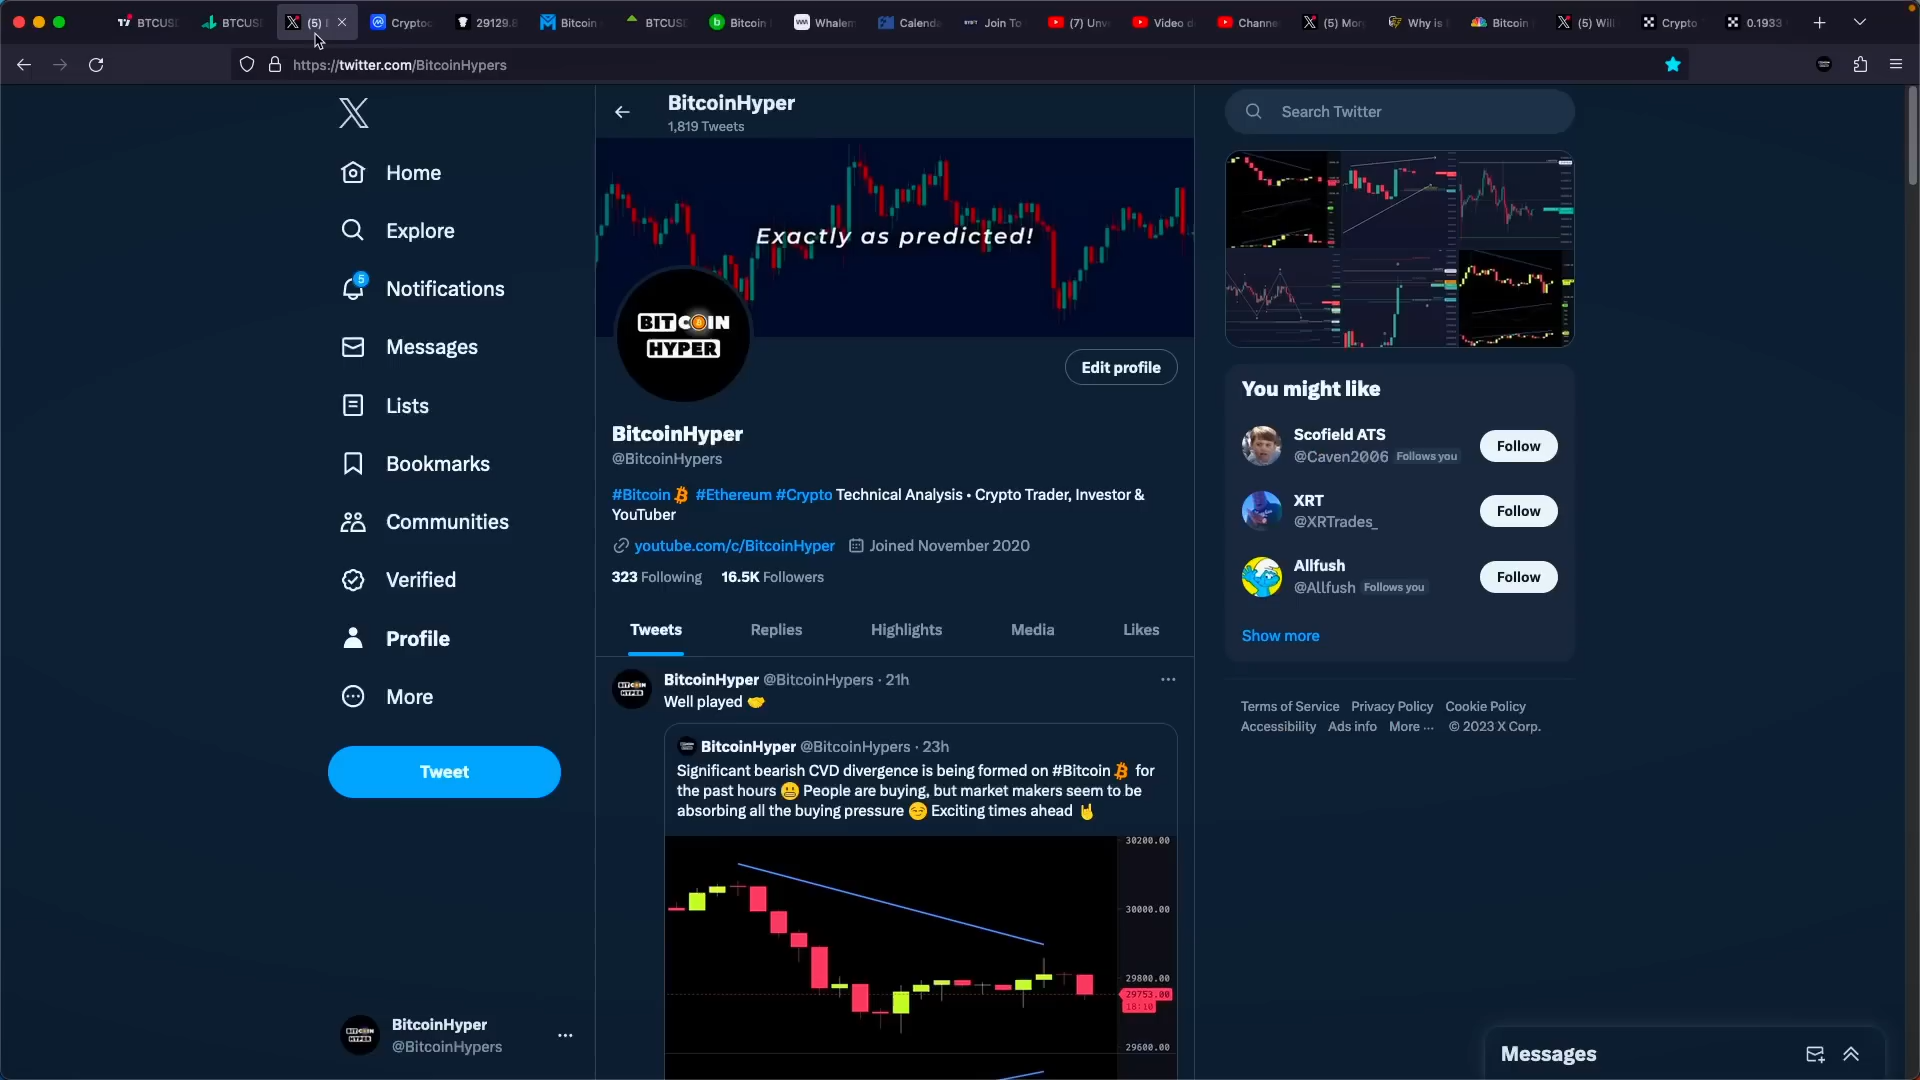 BTCUS
BTCUS
(5)
Cryptoc
29129.8
Bitcoin
BTCUS
Bitcoin
Whalem
Calenda
Join To
(7) Unv
Video d
Channe
(5) Mor
Why is
Bitcoin
(5) Will
Crypto
0.1933
https://twitter.com/BitcoinHypers
BitcoinHyper
1,819 Tweets
Search Twitter
Home
Explore
5
Notifications
Messages
Lists
Bookmarks
Communities
Verified
Profile
More
Tweet
BitcoinHyper
@BitcoinHypers
Exactly as predicted!
BITCOIN
HYPER
Edit profile
BitcoinHyper
@BitcoinHypers
#Bitcoin #Ethereum #Crypto Technical Analysis • Crypto Trader, Investor &
YouTuber
youtube.com/c/BitcoinHyper Joined November 2020
323 Following 16.5K Followers
Tweets Replies Highlights Media Likes
BitcoinHyper @BitcoinHypers · 21h
Well played 🤝
BitcoinHyper @BitcoinHypers · 23h
Significant bearish CVD divergence is being formed on #Bitcoin for
the past hours 😬 People are buying, but market makers seem to be
absorbing all the buying pressure 😏 Exciting times ahead 🤘
30200.00
30000.00
29800.00
29753.00
18:10
29600.00
You might like
Scofield ATS
@Caven2006 Follows you
Follow
XRT
@XRTrades_
Follow
Allfush
@Allfush Follows you
Follow
Show more
Terms of Service Privacy Policy Cookie Policy
Accessibility Ads info More ··· © 2023 X Corp.
Messages